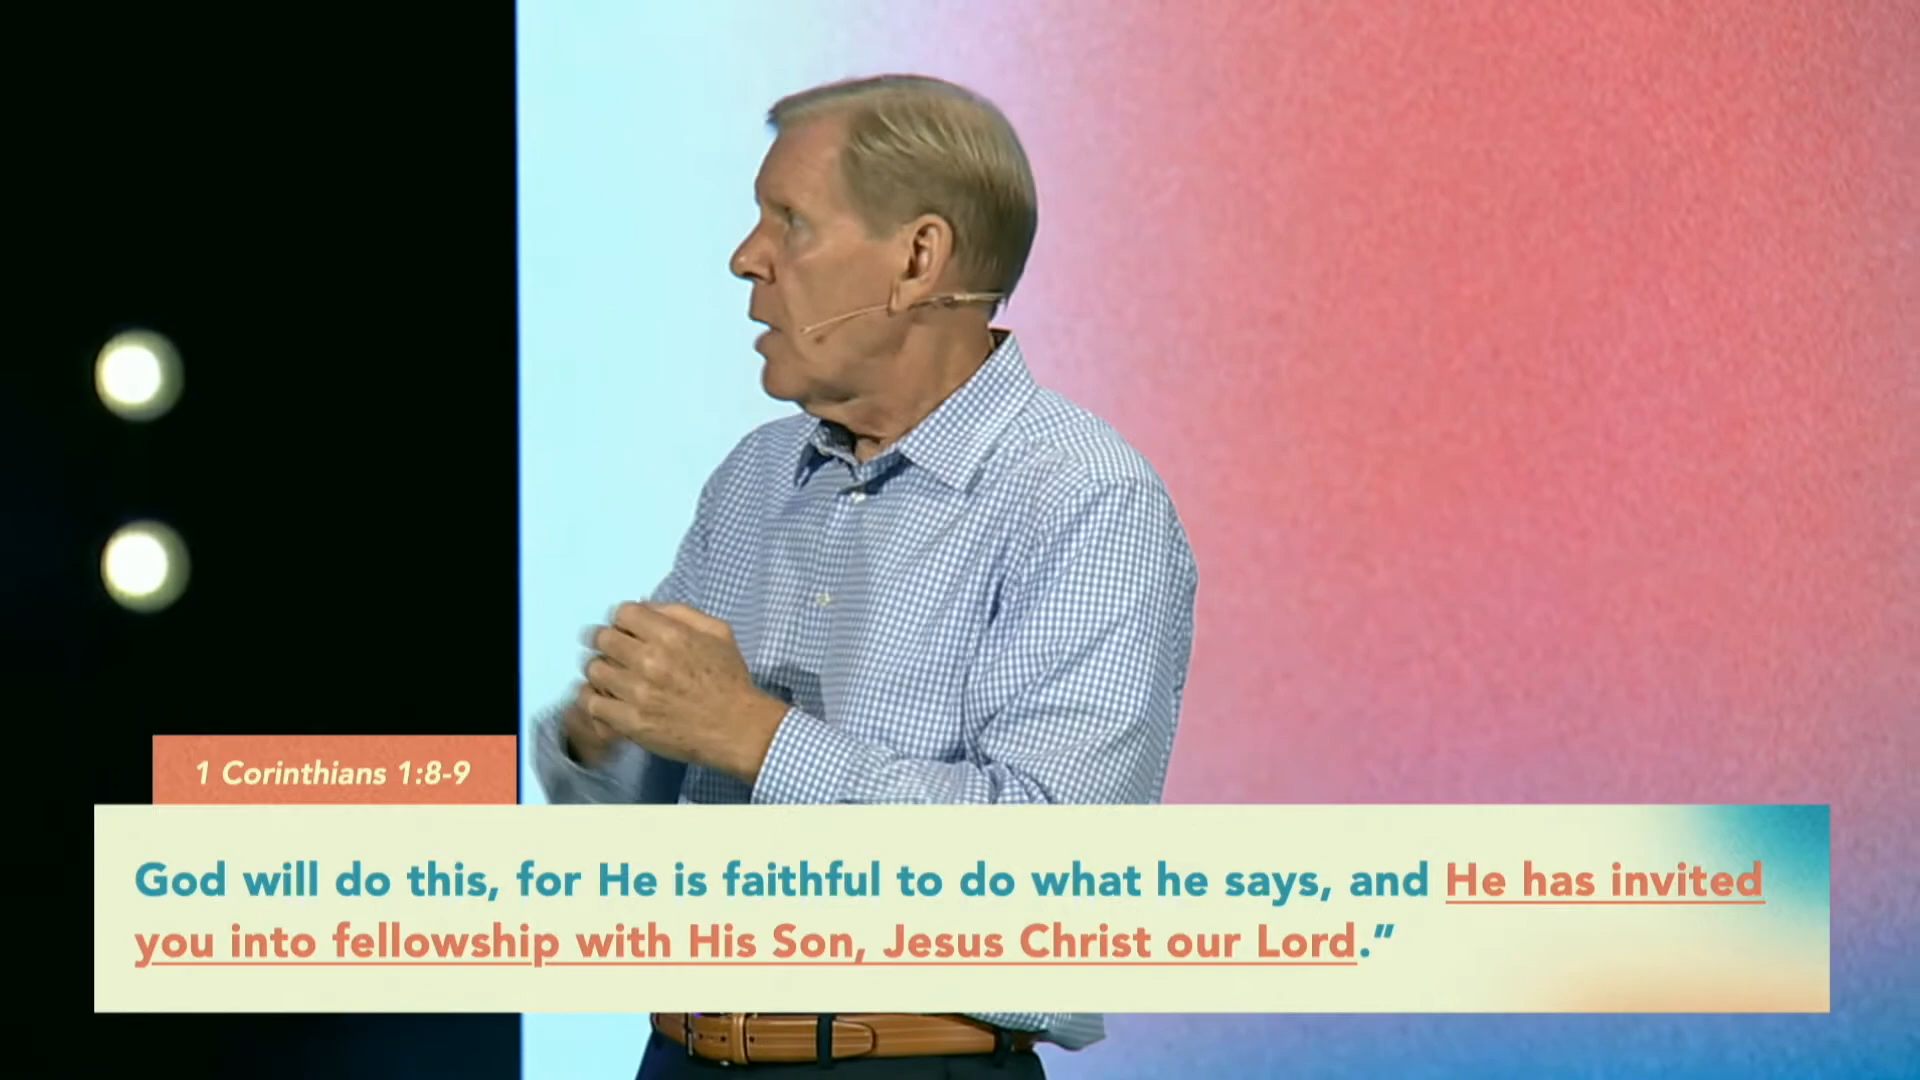 1 Corinthians 1:8-9
God will do this, for He is faithful to do what he says, and He has invited
you into fellowship with His Son, Jesus Christ our Lord.”